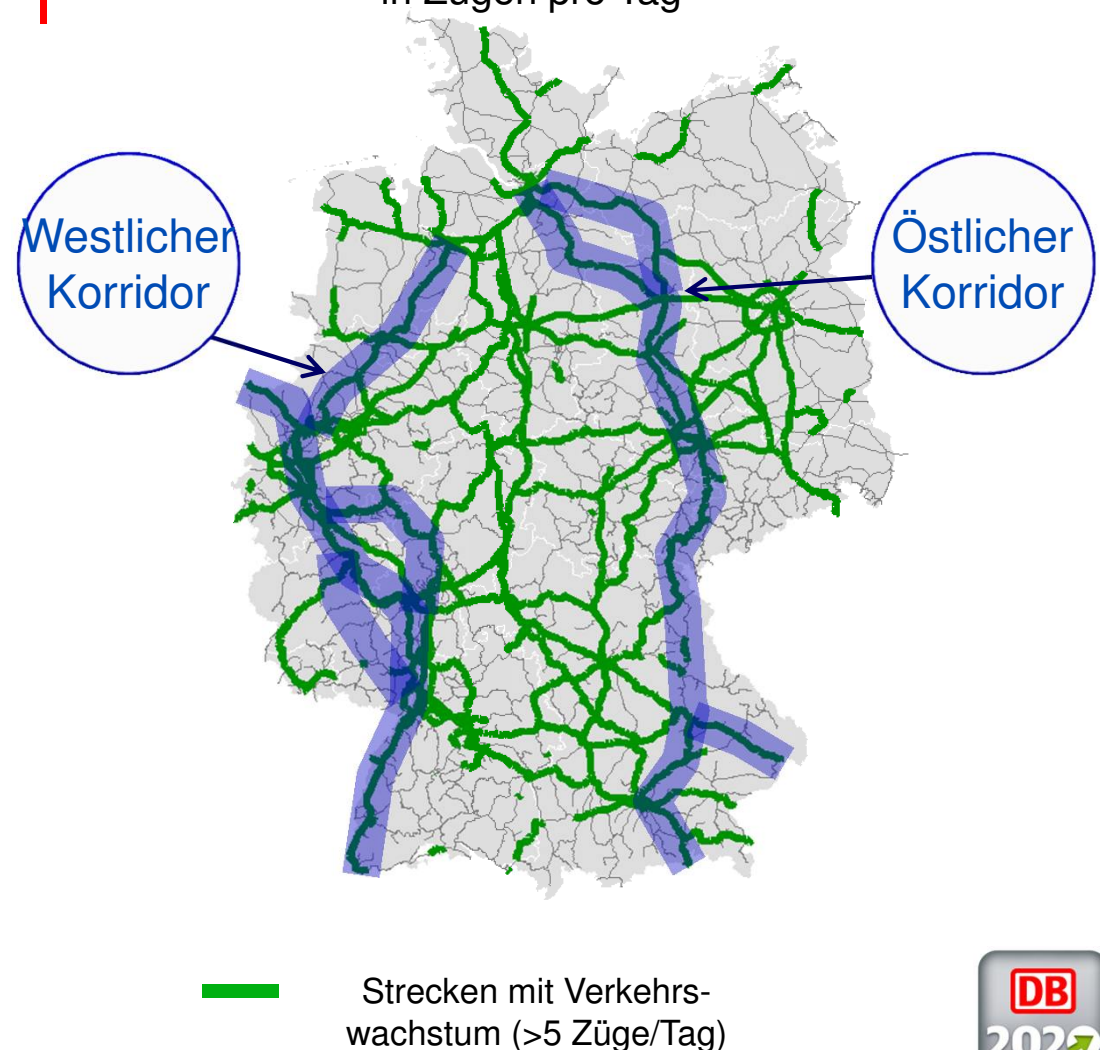 in Zügen pro Tag
Westlicher
Korridor
Östlicher
Korridor
Strecken mit Verkehrs-
wachstum (>5 Züge/Tag)
DB